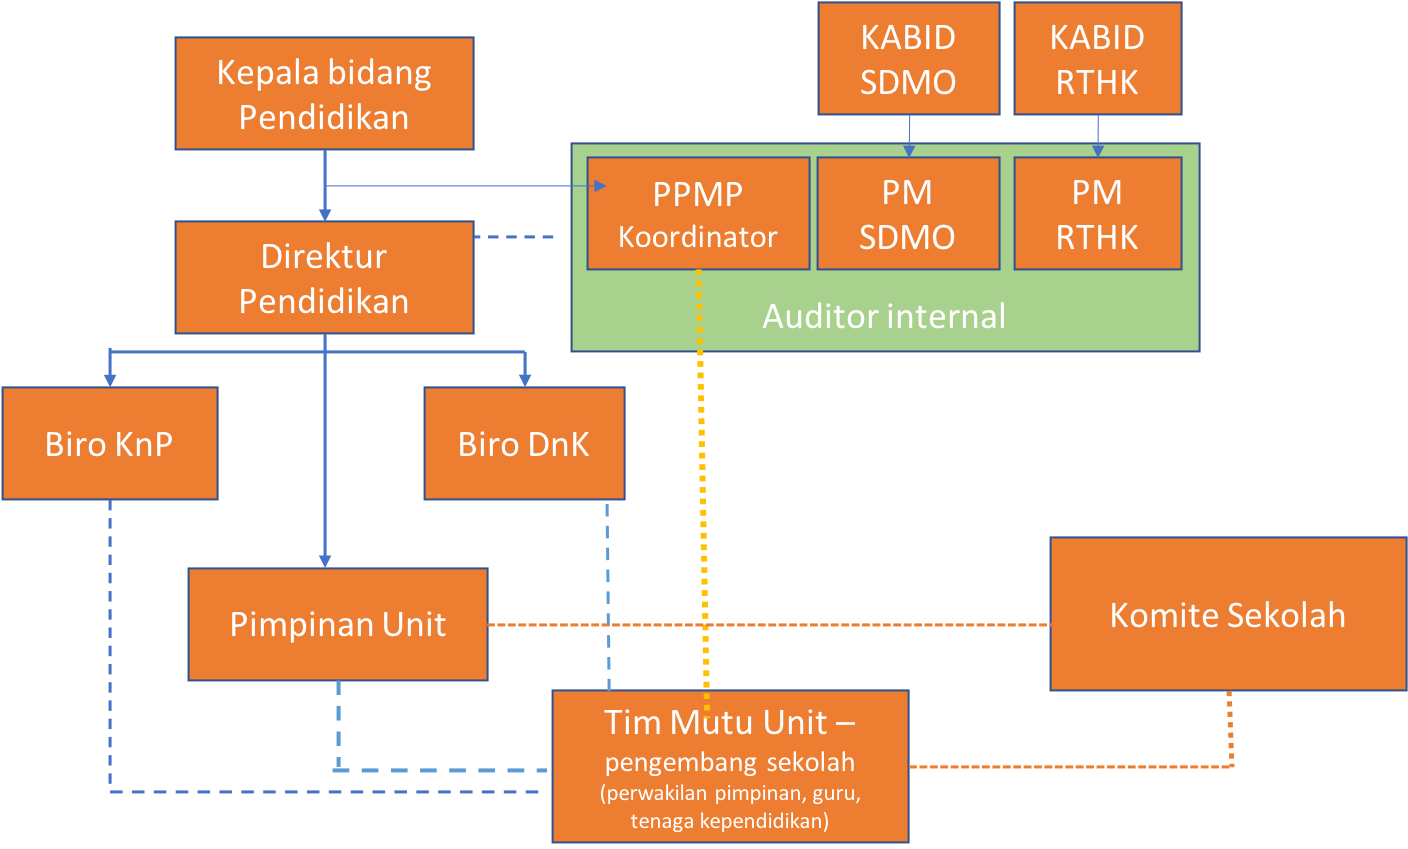 Kepala bidang
Pendidikan
KABID
SDMO
KABID
RTHK
PPMP
Koordinator
PM
SDMO
PM
RTHK
Auditor internal
Direktur
Pendidikan
Biro KnP
Biro DnK
Pimpinan Unit
Komite Sekolah
Tim Mutu Unit –
pengembang sekolah
(perwakilan pimpinan, guru,
tenaga kependidikan)